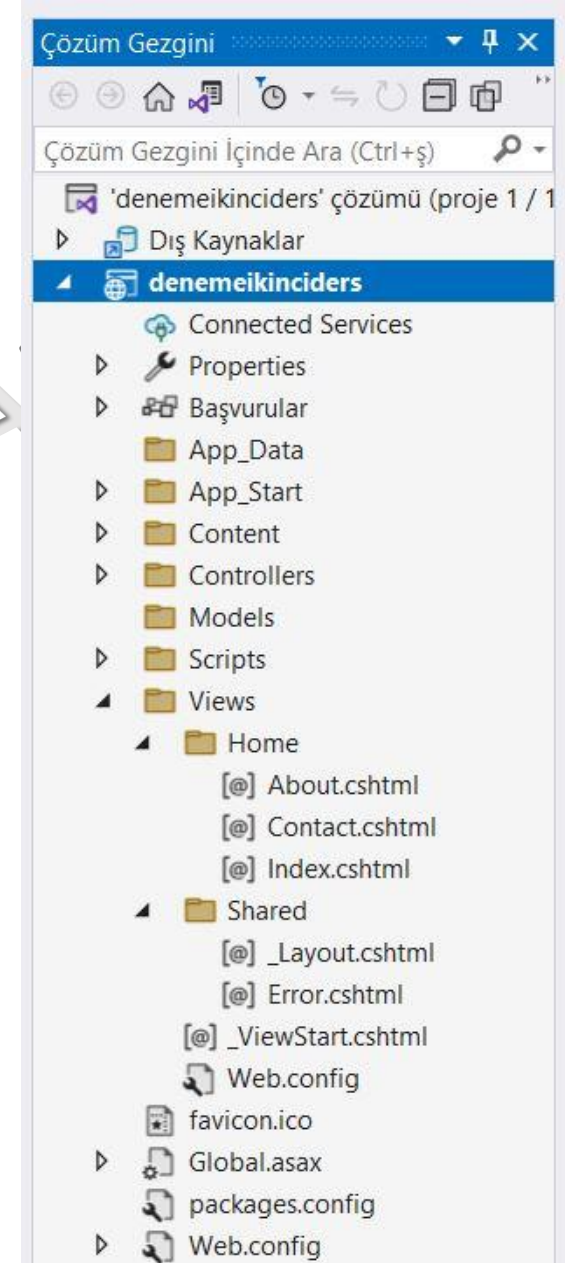 Çözüm Gezgini
Çözüm Gezgini İçinde Ara (Ctrl+ş)
'denemeikinciders' çözümü (proje 1 / 1
Dış Kaynaklar
denemeikinciders
Connected Services
Properties
Başvurular
App_Data
App_Start
Content
Controllers
Models
Scripts
Views
Home
[@] About.cshtml
[@] Contact.cshtml
[@] Index.cshtml
Shared
[@] _Layout.cshtml
[@] Error.cshtml
[@] _ViewStart.cshtml
Web.config
favicon.ico
Global.asax
packages.config
Web.config